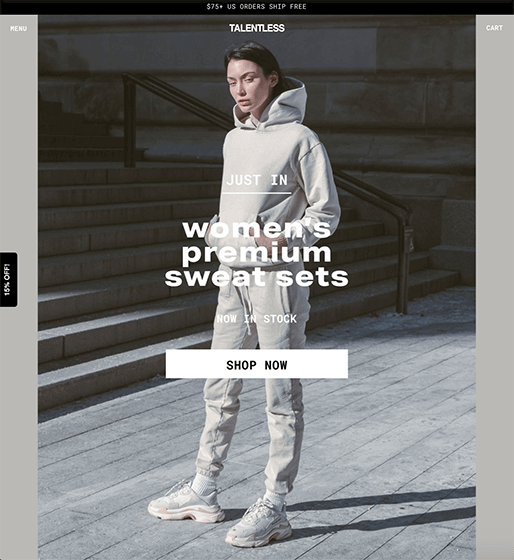 $75+ US ORDERS SHIP FREE
MENU
TALENTLESS
CART
JUST IN
women's
premium
sweat sets
15% OFF!
NOW IN STOCK
SHOP NOW